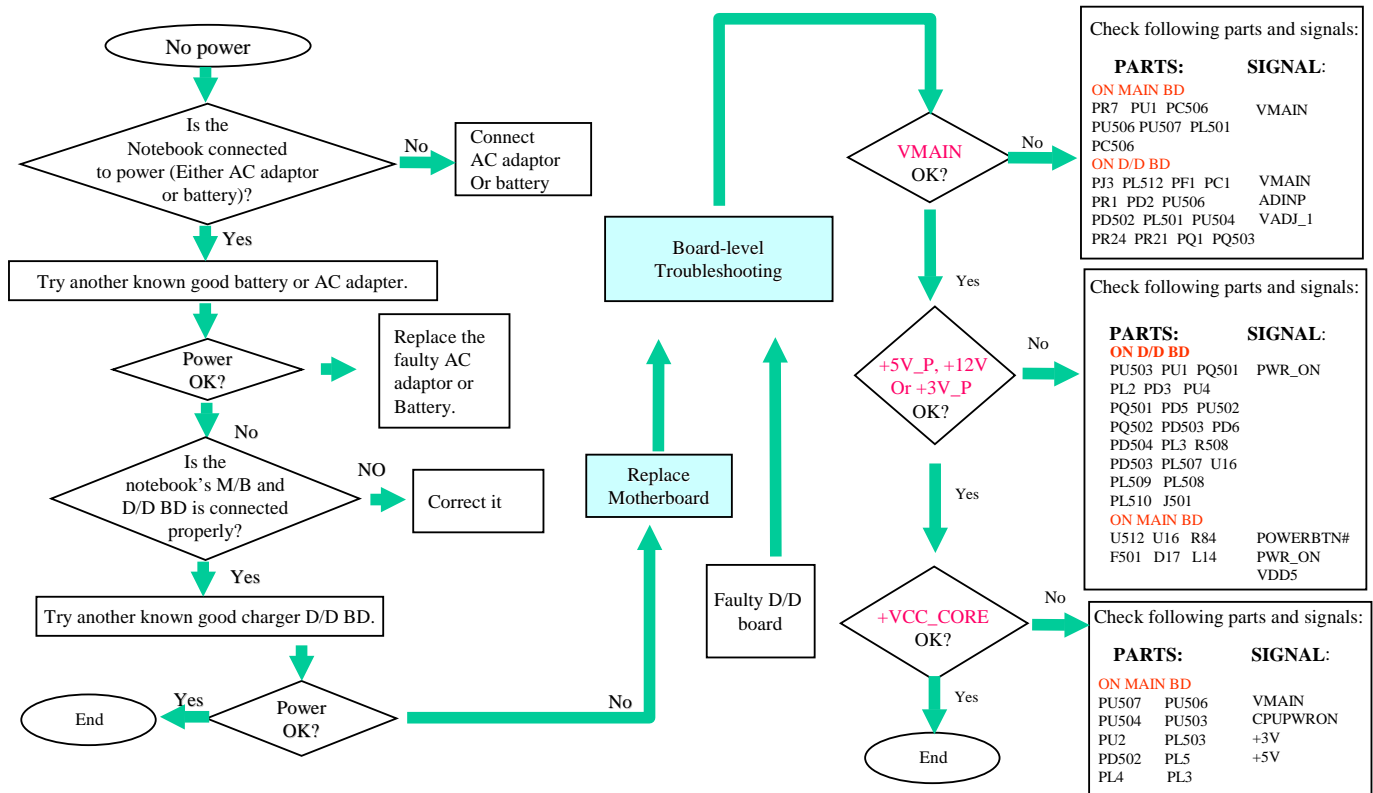 No power
Is the
Notebook connected
to power (Either AC adaptor
or battery)?
No
Connect
AC adaptor
Or battery
Yes
Try another known good battery or AC adapter.
Power
OK?
Replace the
faulty AC
adaptor or
Battery.
No
Is the
notebook's M/B and
D/D BD is connected
properly?
NO
Correct it
Yes
Try another known good charger D/D BD.
Power
OK?
Yes
End
No
Replace
Motherboard
Board-level
Troubleshooting
Faulty D/D
board
VMAIN
OK?
No
Yes
+5V_P, +12V
Or +3V_P
OK?
No
Yes
+VCC_CORE
OK?
No
Yes
End
Check following parts and signals:
PARTS: SIGNAL:
ON MAIN BD
PR7 PU1 PC506 VMAIN
PU506 PU507 PL501
PC506
ON D/D BD
PJ3 PL512 PF1 PC1 VMAIN
PR1 PD2 PU506 ADINP
PD502 PL501 PU504 VADJ_1
PR24 PR21 PQ1 PQ503
Check following parts and signals:
PARTS: SIGNAL:
ON D/D BD
PU503 PU1 PQ501 PWR_ON
PL2 PD3 PU4
PQ501 PD5 PU502
PQ502 PD503 PD6
PD504 PL3 R508
PD503 PL507 U16
PL509 PL508
PL510 J501
ON MAIN BD
U512 U16 R84 POWERBTN#
F501 D17 L14 PWR_ON
VDD5
Check following parts and signals:
PARTS: SIGNAL:
ON MAIN BD
PU507 PU506 VMAIN
PU504 PU503 CPUPWRON
PU2 PL503 +3V
PD502 PL5 +5V
PL4 PL3